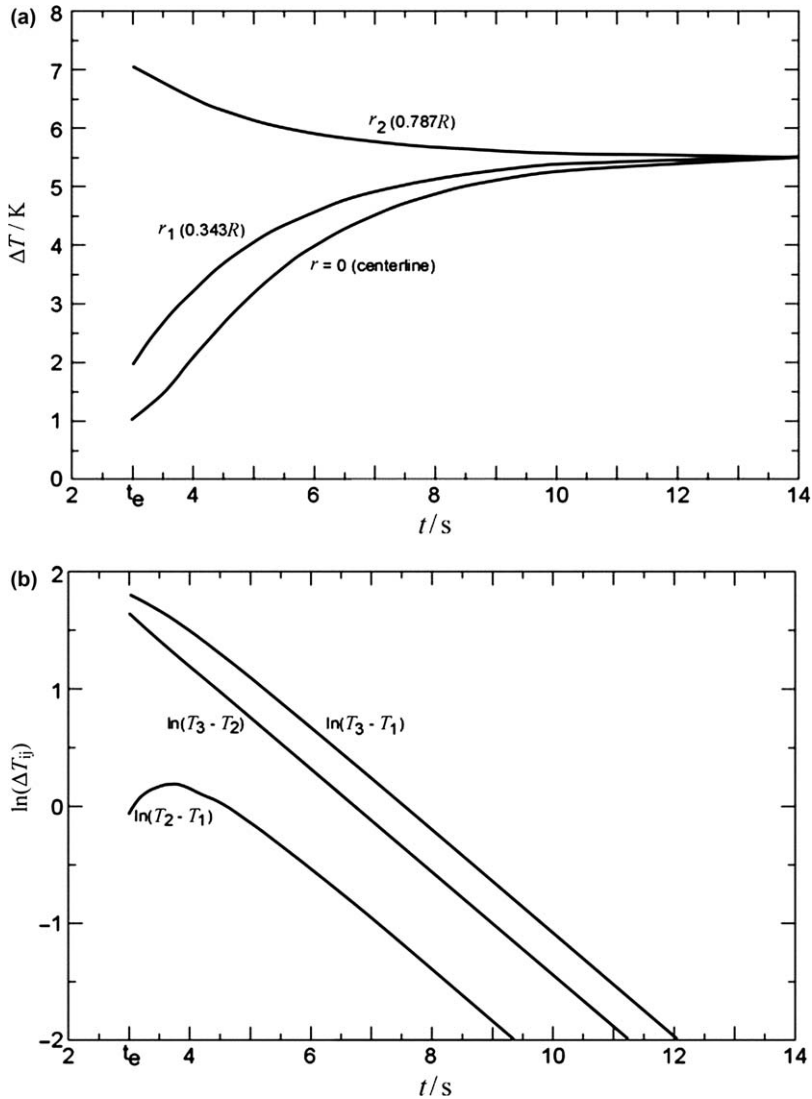 (a)
8
7
6
5
4
3
2
1
0
ΔT / K
r2 (0.787R)
r1 (0.343R)
r = 0 (centerline)
2 te 4 6 8 10 12 14
t / s
(b)
2
1
0
−1
−2
ln(ΔTij)
ln(T3 - T2)
ln(T3 - T1)
ln(T2 - T1)
2 te 4 6 8 10 12 14
t / s